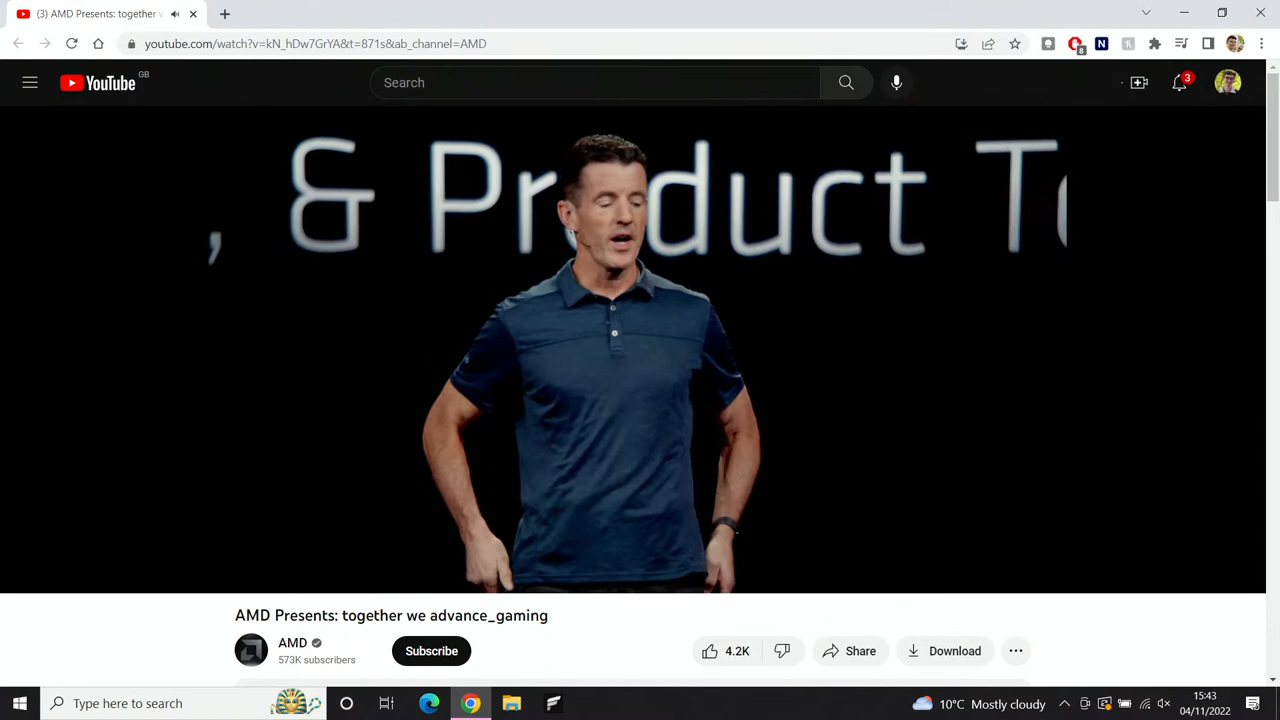 (3) AMD Presents: together w
youtube.com/watch?v=kN_hDw7GrYA&t=871s&ab_channel=AMD
8
N
YouTube
GB
Search
3
, & Product
AMD Presents: together we advance_gaming
AMD
573K subscribers
Subscribe
4.2K
Share
Download
Type here to search
10°C Mostly cloudy
15:43
04/11/2022